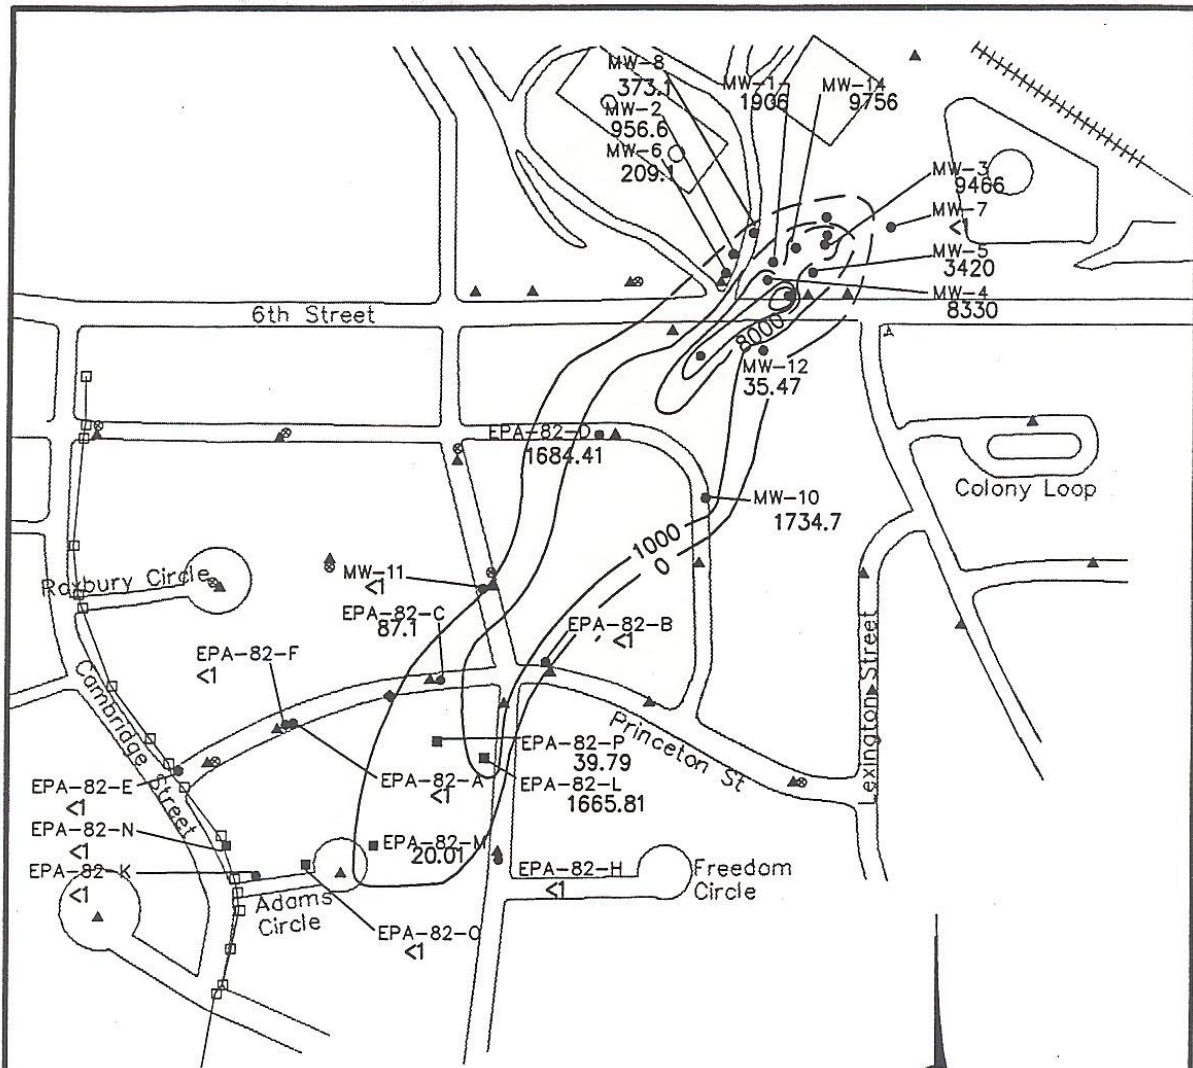 MW-8
373.1
MW-1
1906
MW-14
9756
MW-2
956.6
MW-6
209.1
MW-3
9466
MW-7
<1
MW-5
3420
MW-4
8330
6th Street
8000
MW-12
35.47
EPA-82-D
1684.41
Colony Loop
MW-10
1734.7
1000
0
Roxbury Circle
MW-11
<1
EPA-82-C
87.1
EPA-82-B
<1
EPA-82-F
<1
Cambridge Street
Lexington Street
Princeton St
EPA-82-P
39.79
EPA-82-E
<1
EPA-82-A
<1
EPA-82-L
1665.81
EPA-82-N
<1
EPA-82-M
20.01
EPA-82-K
<1
EPA-82-H
<1
Freedom
Circle
Adams
Circle
EPA-82-O
<1